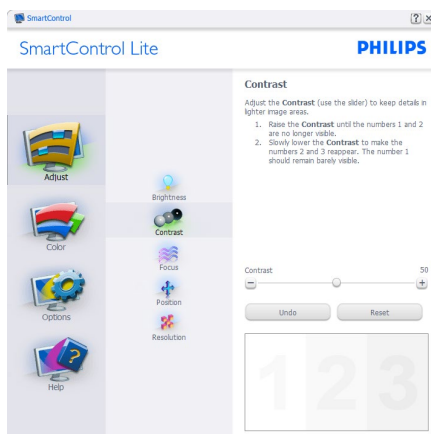 SmartControl
?
SmartControl Lite
PHILIPS
Adjust
Color
Options
Help
Brightness
Contrast
Focus
Position
Resolution
Contrast
Adjust the Contrast (use the slider) to keep details in
lighter image areas.
1. Raise the Contrast until the numbers 1 and 2
are no longer visible.
2. Slowly lower the Contrast to make the
numbers 2 and 3 reappear. The number 1
should remain barely visible.
Contrast 50
Undo Reset
1 2 3